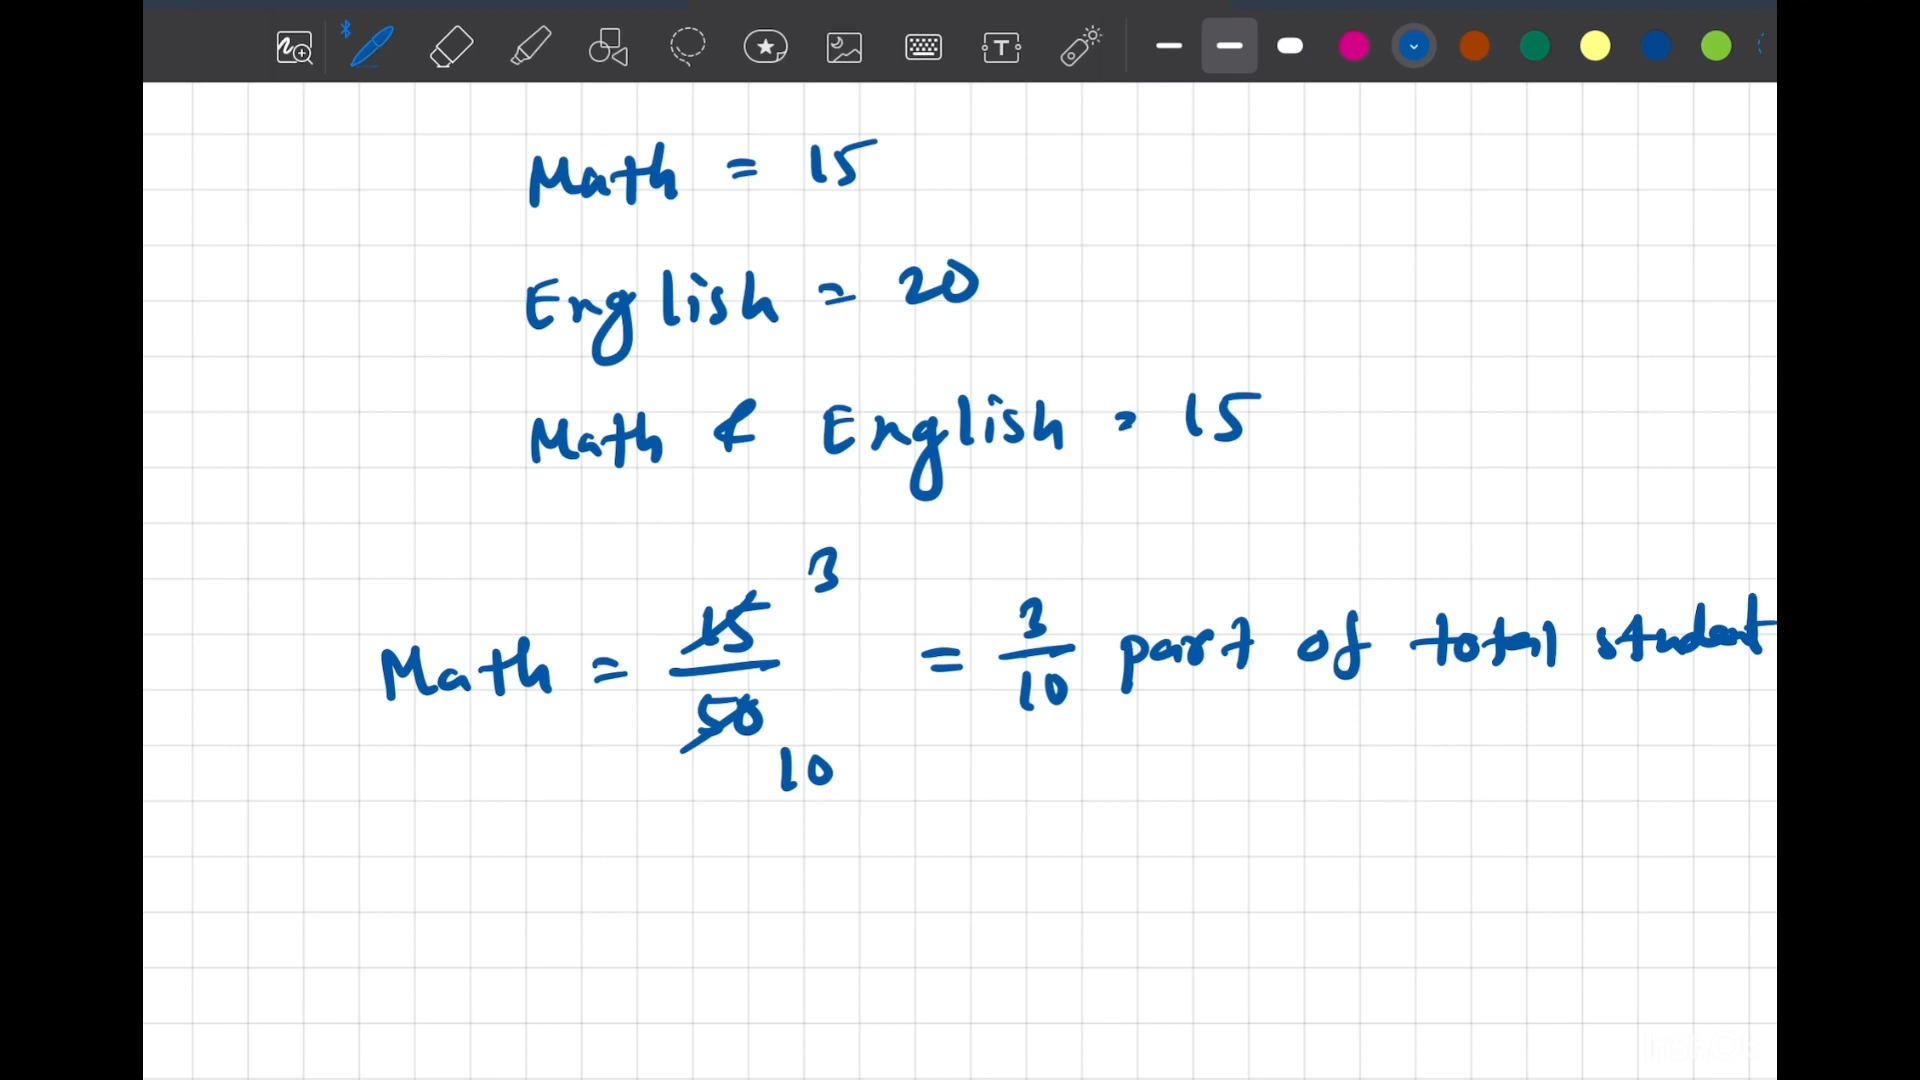 Math = 15
English = 20
Math & English = 15
Math = 15/50 3 10 = 3/10 part of total student